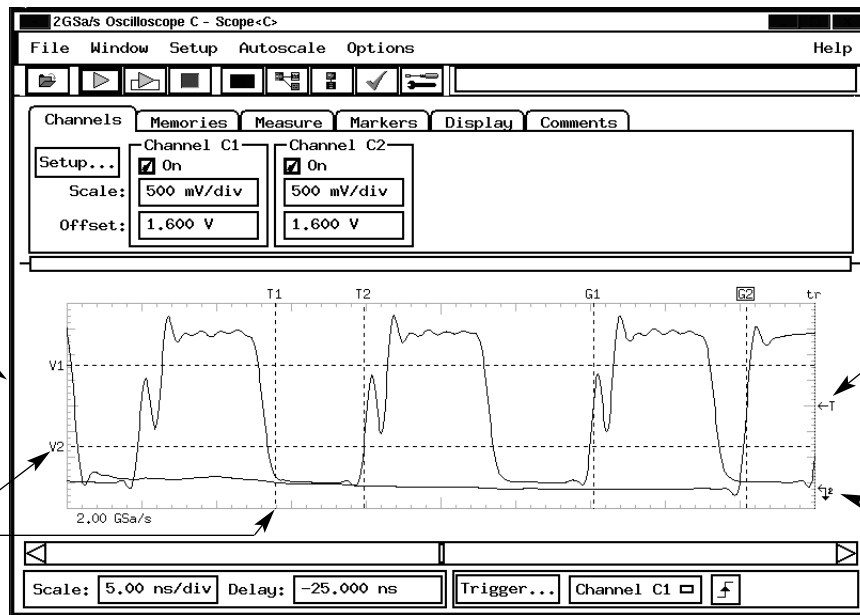 2GSa/s Oscilloscope C - Scope<C>
File Window Setup Autoscale Options Help
Channels Memories Measure Markers Display Comments
Channel C1 Channel C2
Setup... On On
Scale: 500 mV/div 500 mV/div
Offset: 1.600 V 1.600 V
T1 T2 G1 G2 tr
V1
←T
V2
2
2.00 GSa/s
Scale: 5.00 ns/div Delay: -25.000 ns Trigger... Channel C1